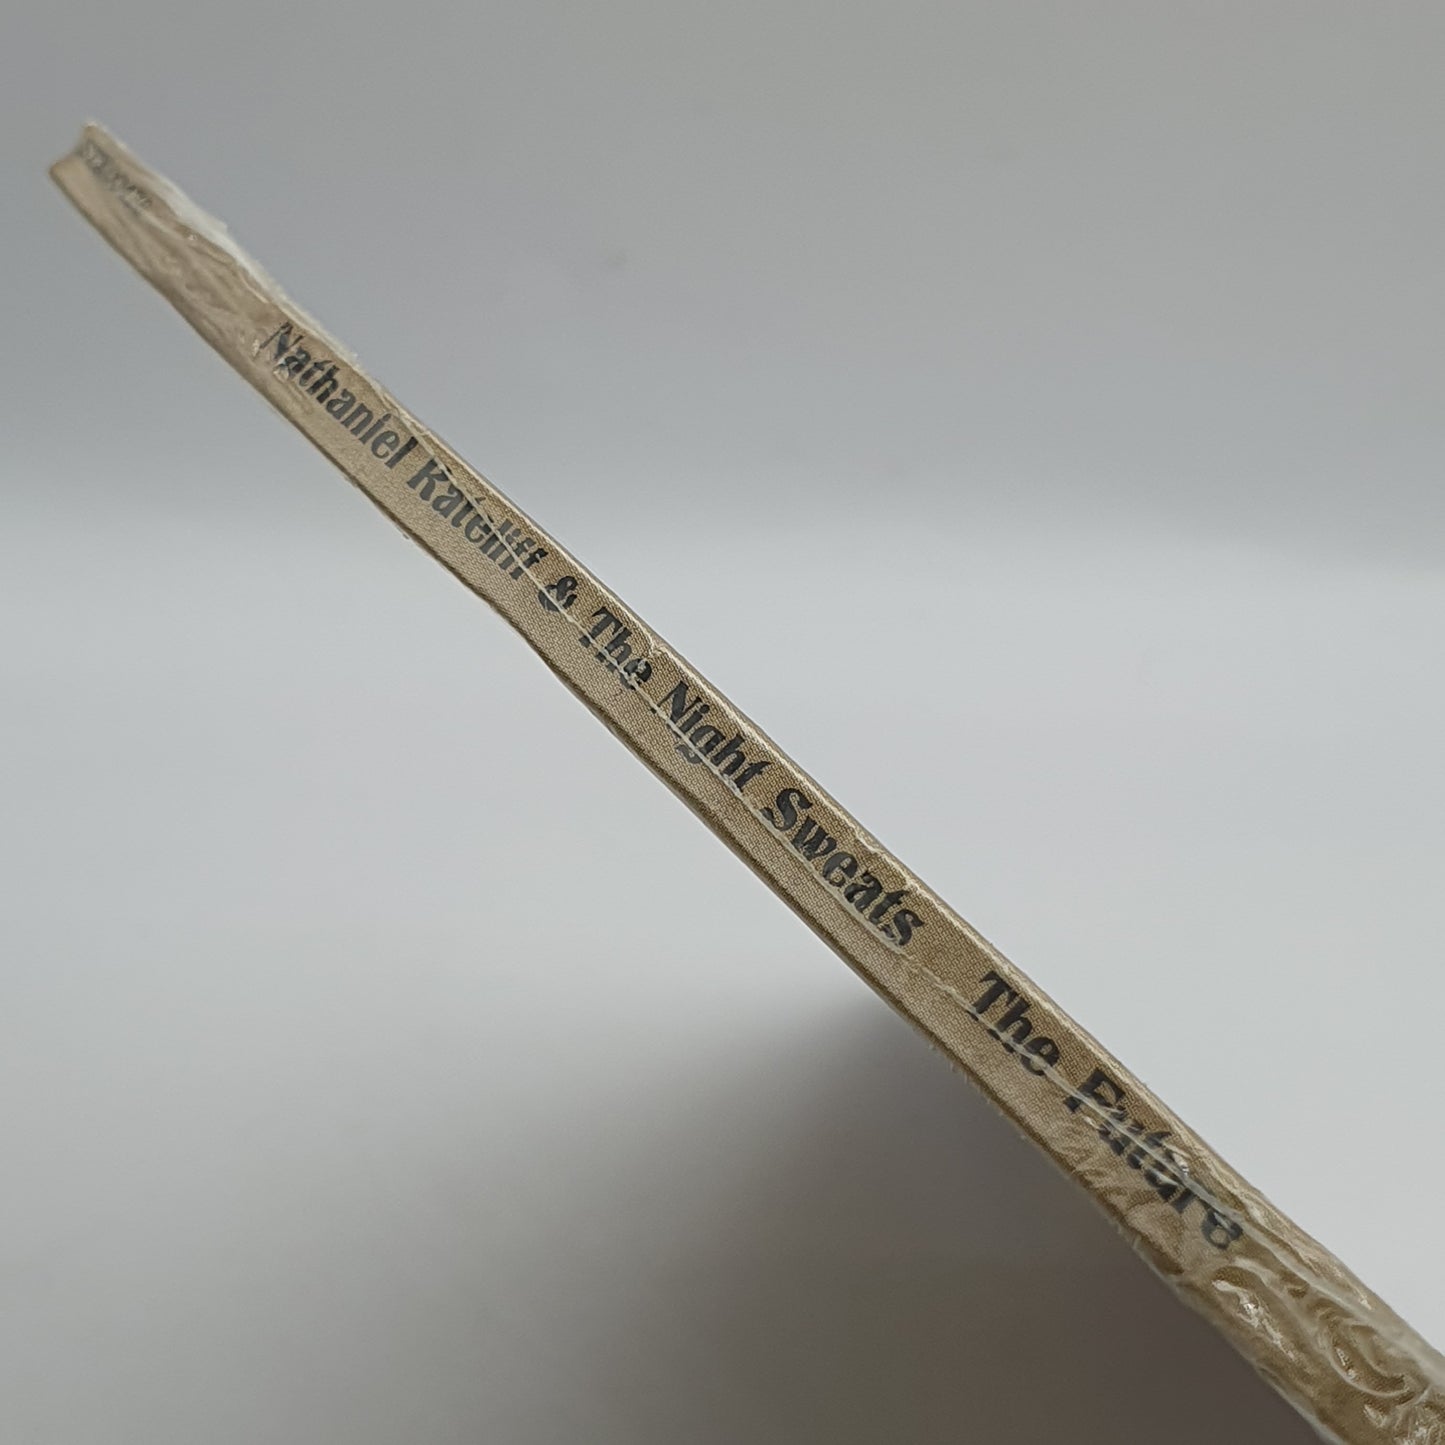 Nathaniel Rateliff & The Night Sweats The Future